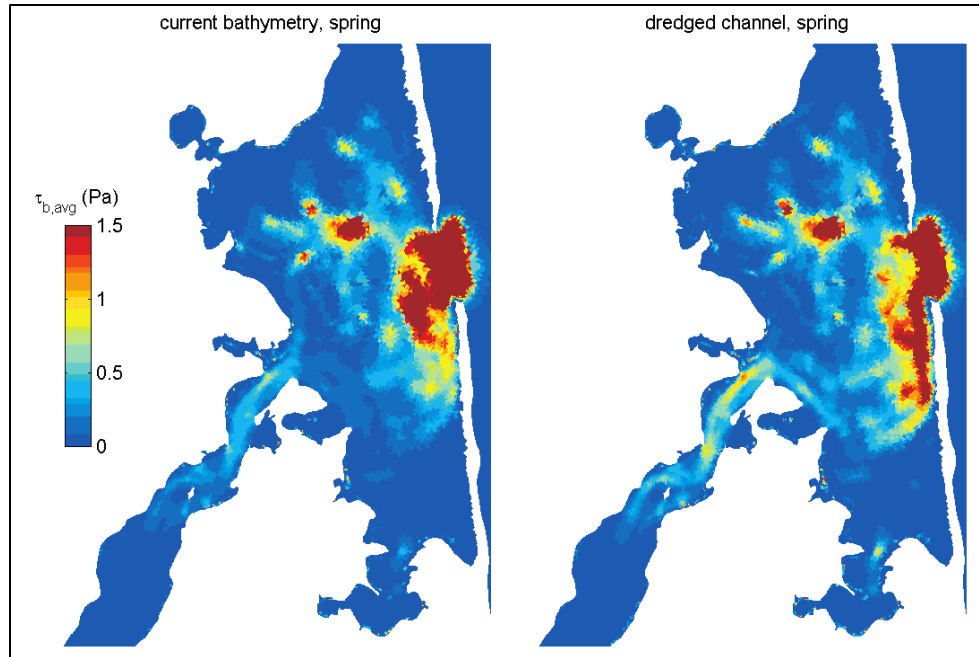 current bathymetry, spring
dredged channel, spring
τb,avg (Pa)
1.5
1
0.5
0